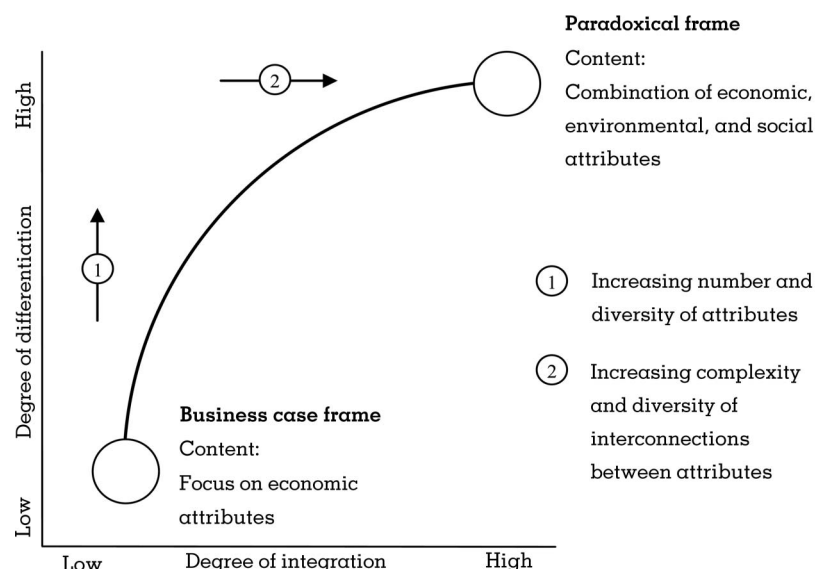 Paradoxical frame
Content:
Combination of economic,
environmental, and social
attributes
High
2
Degree of differentiation
1
1 Increasing number and
diversity of attributes
2 Increasing complexity
and diversity of
interconnections
between attributes
Business case frame
Content:
Focus on economic
attributes
Low
Low Degree of integration High